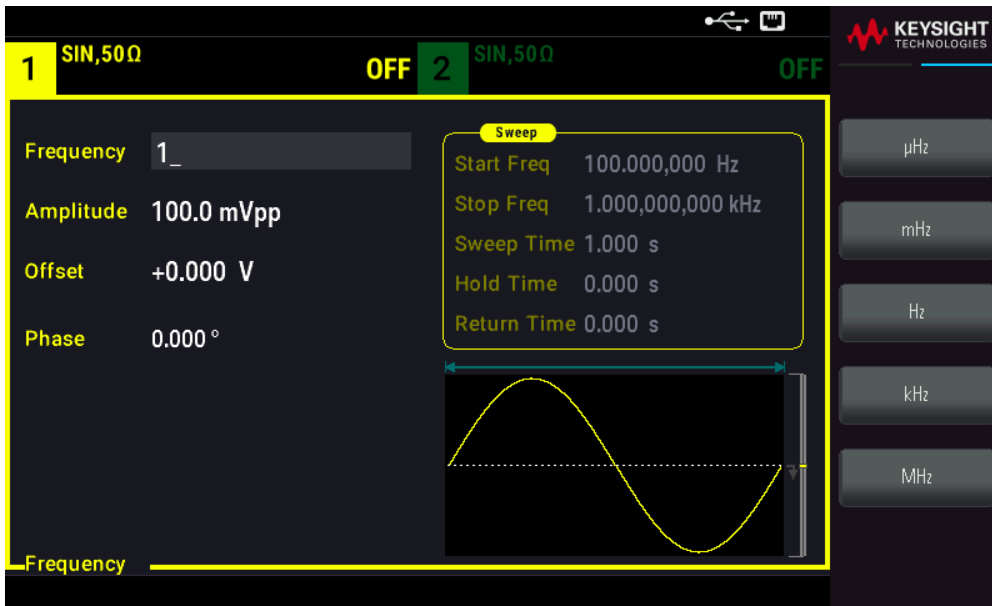 KEYSIGHT
TECHNOLOGIES
1 SIN,50Ω OFF 2 SIN,50Ω OFF
Frequency 1_
Amplitude 100.0 mVpp
Offset +0.000 V
Phase 0.000 °
Sweep
Start Freq 100.000,000 Hz
Stop Freq 1.000,000,000 kHz
Sweep Time 1.000 s
Hold Time 0.000 s
Return Time 0.000 s
Frequency
µHz
mHz
Hz
kHz
MHz